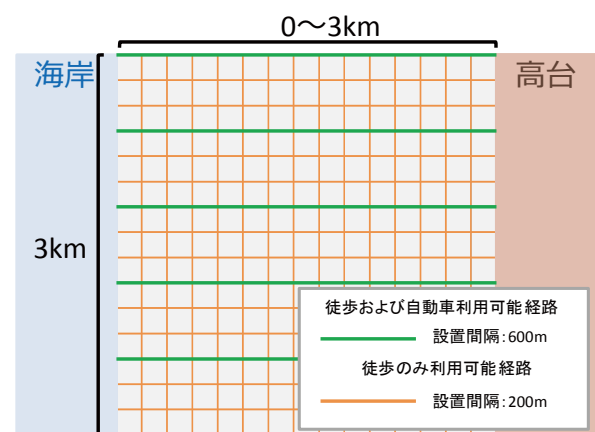 0～3km
海岸
高台
3km
徒歩および自動車利用可能経路
設置間隔:600m
徒歩のみ利用可能経路
設置間隔:200m